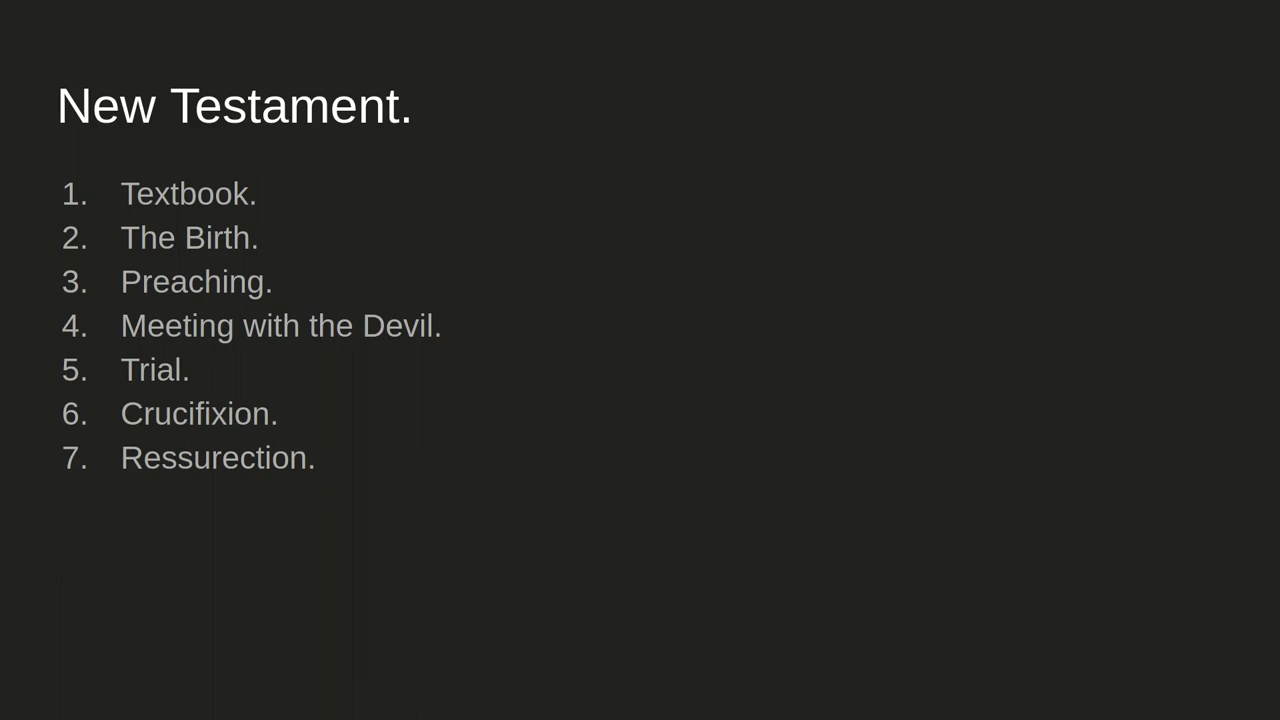 New Testament.
1. Textbook.
2. The Birth.
3. Preaching.
4. Meeting with the Devil.
5. Trial.
6. Crucifixion.
7. Ressurection.